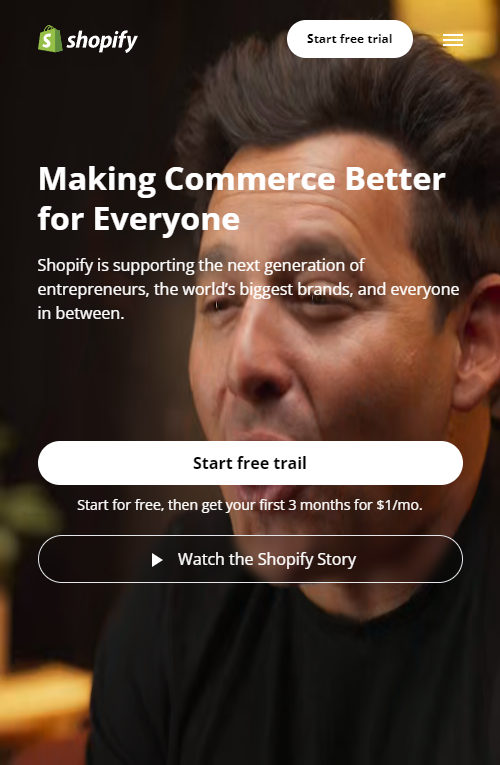 shopify
Start free trial
Making Commerce Better
for Everyone
Shopify is supporting the next generation of
entrepreneurs, the world’s biggest brands, and everyone
in between.
Start free trail
Start for free, then get your first 3 months for $1/mo.
Watch the Shopify Story